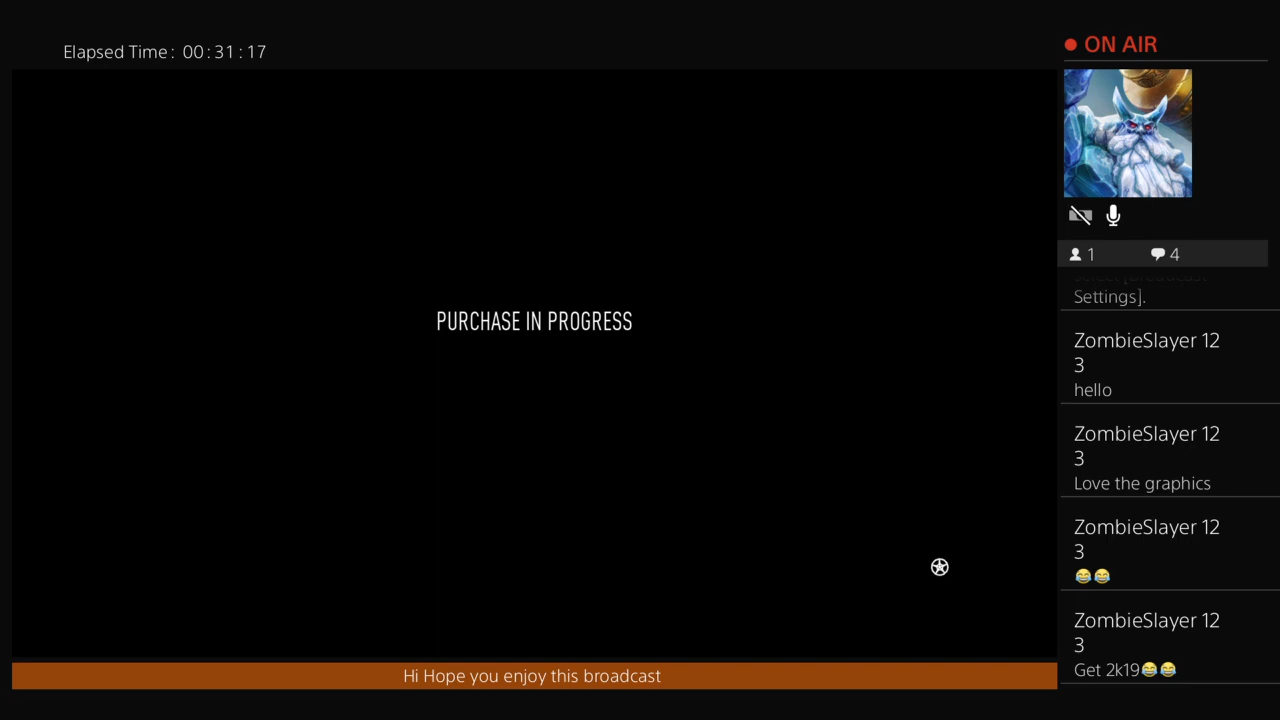 Elapsed Time: 00:31:17
ON AIR
PURCHASE IN PROGRESS
1
4
Settings].
ZombieSlayer 12
3
hello
ZombieSlayer 12
3
Love the graphics
ZombieSlayer 12
3
😂😂
ZombieSlayer 12
3
Get 2k19😂😂
Hi Hope you enjoy this broadcast